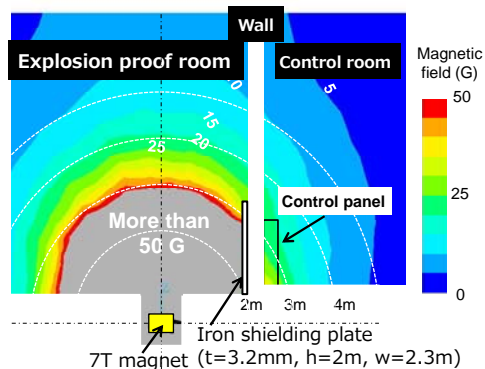 Wall
Explosion proof room
Control room
Magnetic
field (G)
50
25
0
10
5
15
20
25
More than
50 G
Control panel
2m
3m
4m
Iron shielding plate
(t=3.2mm, h=2m, w=2.3m)
7T magnet